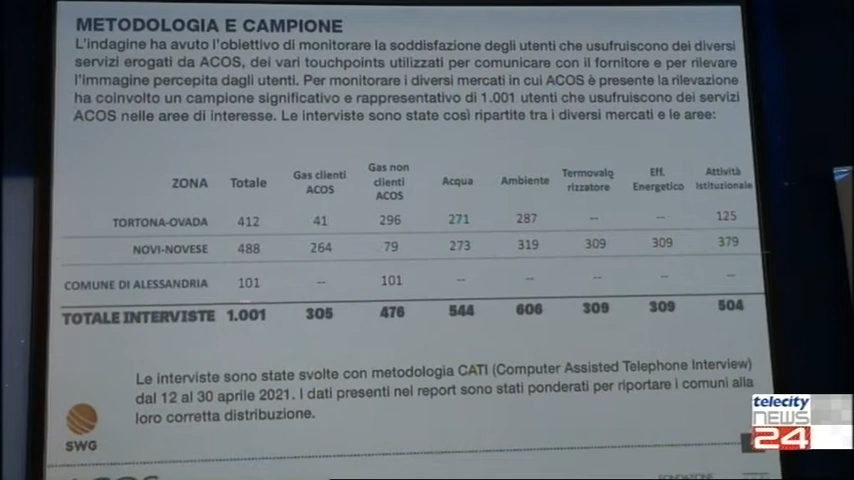 METODOLOGIA E CAMPIONE
L'indagine ha avuto l'obiettivo di monitorare la soddisfazione degli utenti che usufruiscono dei diversi
servizi erogati da ACOS, dei vari touchpoints utilizzati per comunicare con il fornitore e per rilevare
l'immagine percepita dagli utenti. Per monitorare i diversi mercati in cui ACOS è presente la rilevazione
ha coinvolto un campione significativo e rappresentativo di 1.001 utenti che usufruiscono dei servizi
ACOS nelle aree di interesse. Le interviste sono state così ripartite tra i diversi mercati e le aree:
ZONA Totale Gas clienti ACOS Gas non clienti ACOS Acqua Ambiente Termovalo rizzatore Eff. Energetico Attività Istituzionale
TORTONA-OVADA 412 41 296 271 287 -- -- 125
NOVI-NOVESE 488 264 79 273 319 309 309 379
COMUNE DI ALESSANDRIA 101 -- 101 -- -- -- -- --
TOTALE INTERVISTE 1.001 305 476 544 606 309 309 504
Le interviste sono state svolte con metodologia CATI (Computer Assisted Telephone Interview)
dal 12 al 30 aprile 2021. I dati presenti nel report sono stati ponderati per riportare i comuni alla
loro corretta distribuzione.
SWG
telecity
NEWS
24